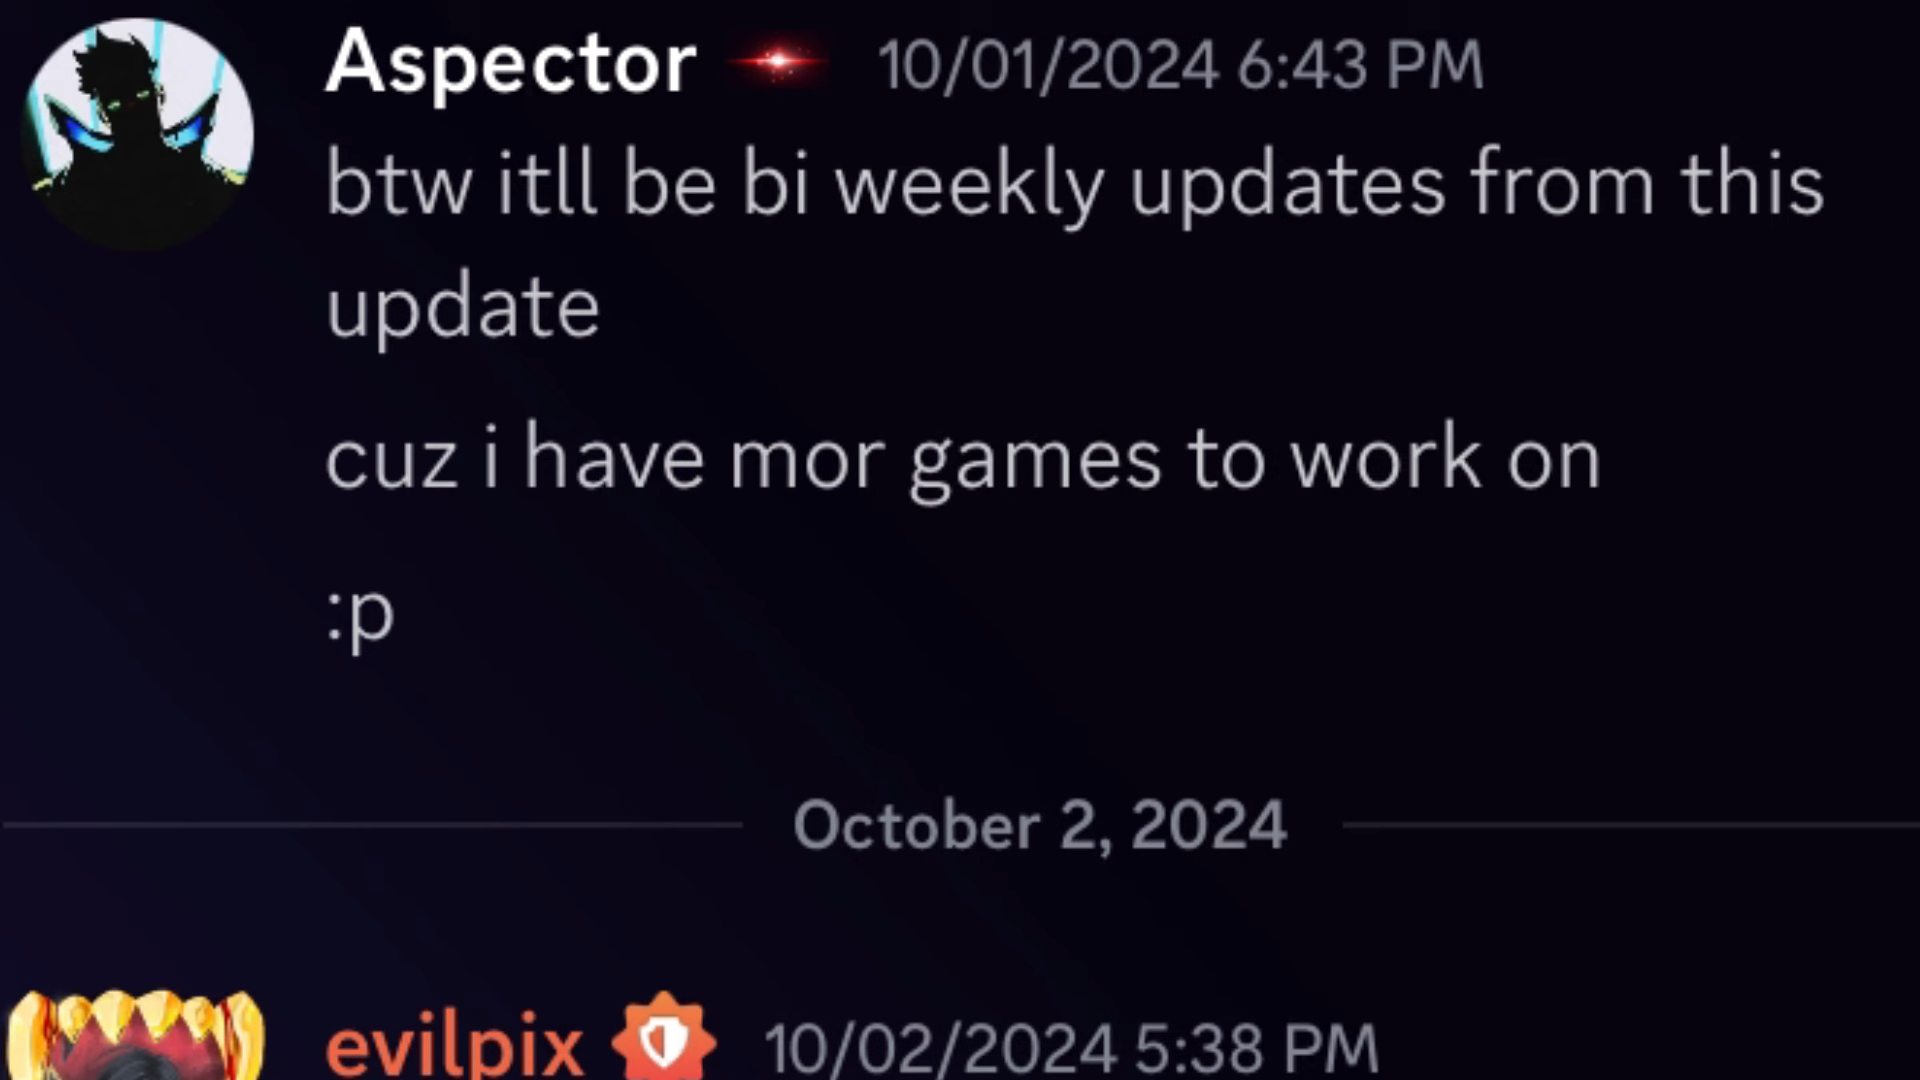 Aspector 10/01/2024 6:43 PM
btw itll be bi weekly updates from this
update
cuz i have mor games to work on
:p
October 2, 2024
evilpix 10/02/2024 5:38 PM